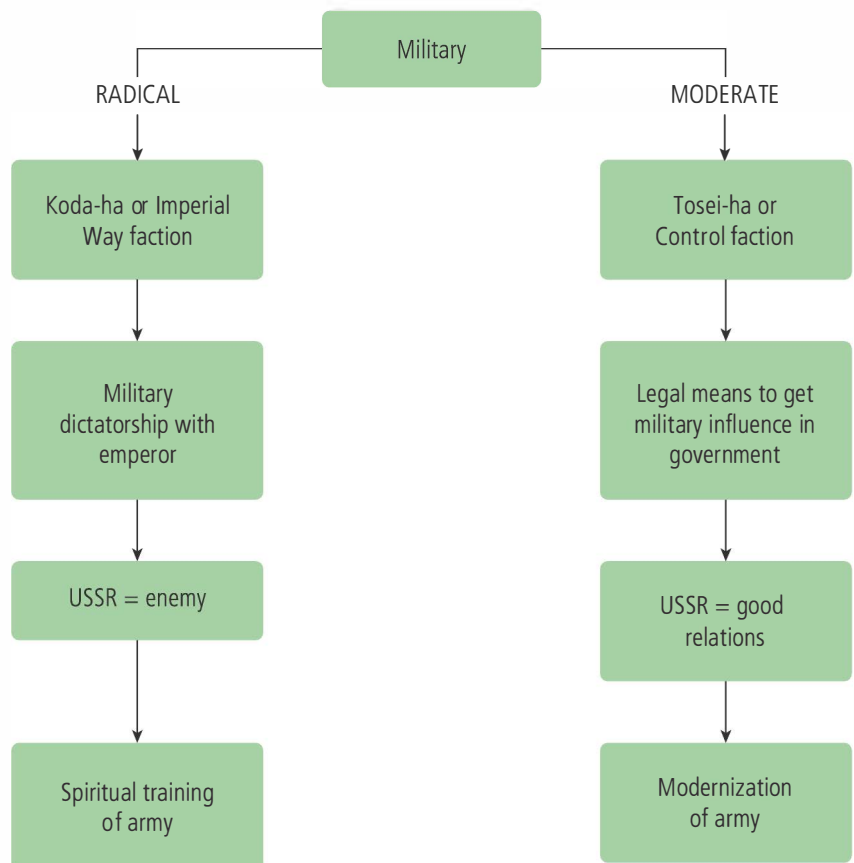 Military
RADICAL
MODERATE
Koda-ha or Imperial
Way faction
Tosei-ha or
Control faction
Military
dictatorship with
emperor
Legal means to get
military influence in
government
USSR = enemy
USSR = good
relations
Spiritual training
of army
Modernization
of army